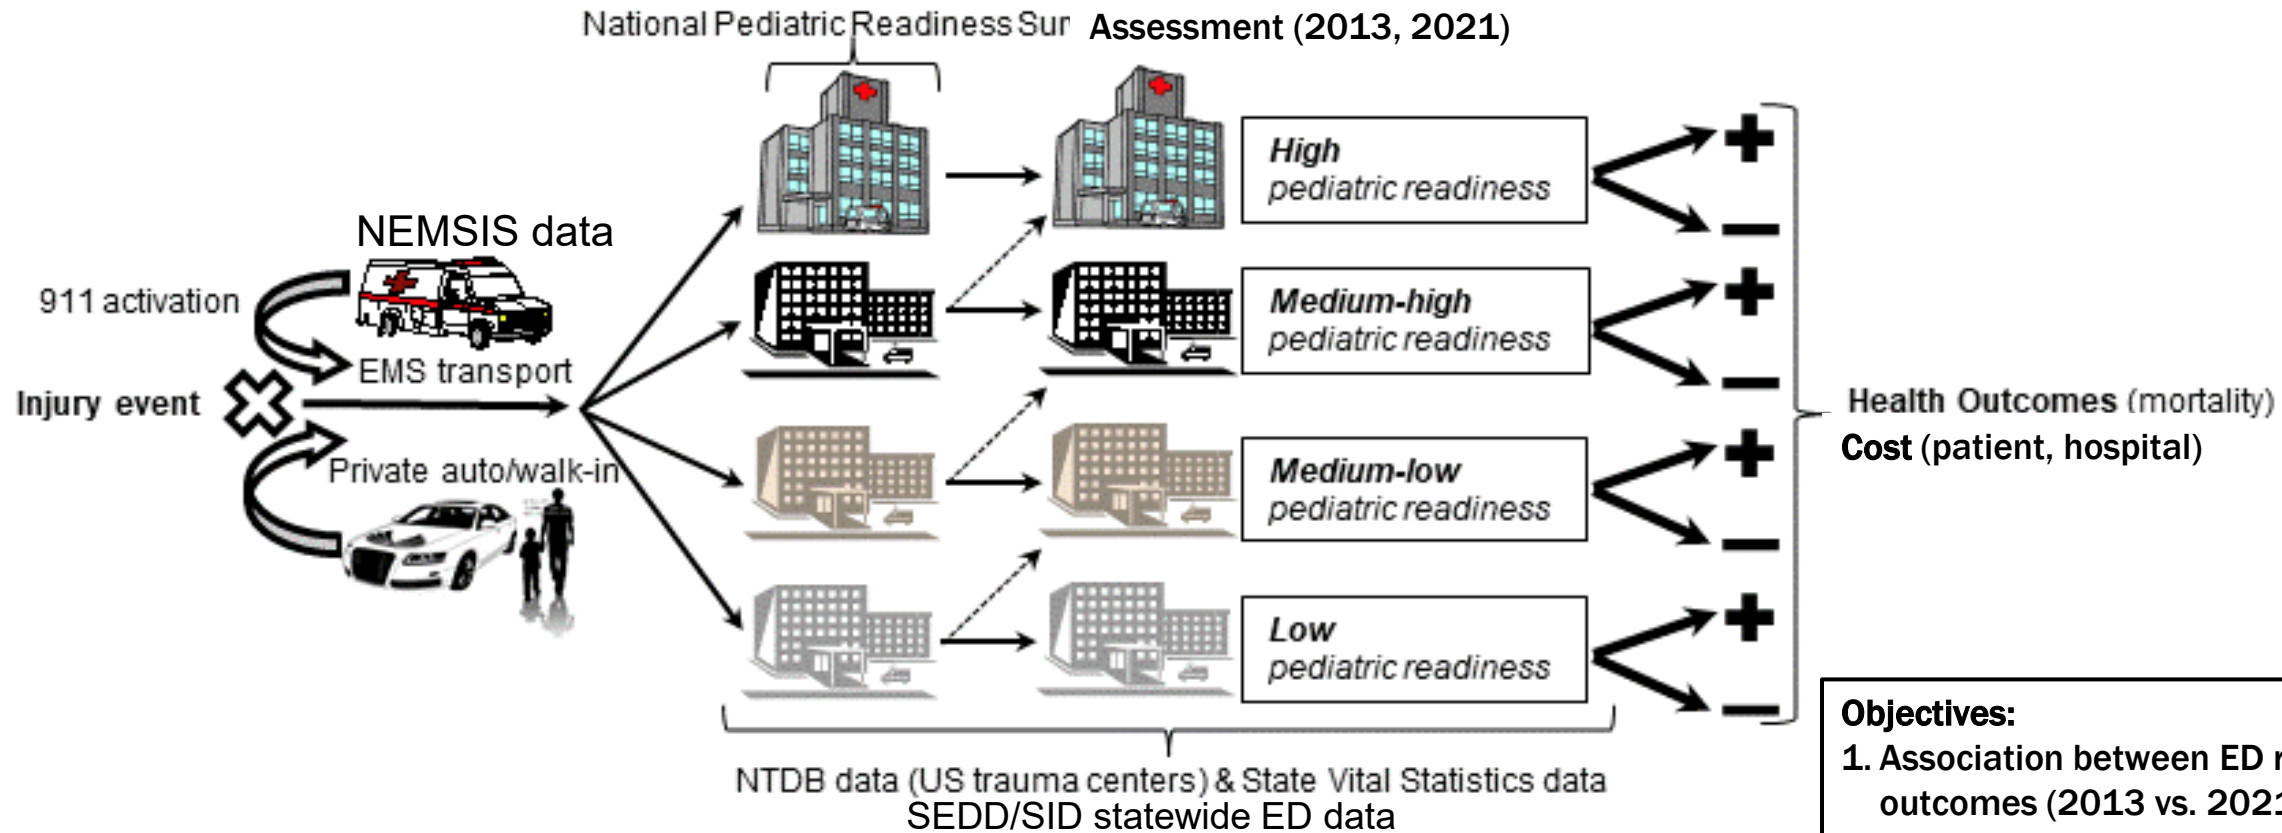 National Pediatric Readiness Sur Assessment (2013, 2021)
NEMSIS data
911 activation
EMS transport
Injury event
Private auto/walk-in
High
pediatric readiness
Medium-high
pediatric readiness
Medium-low
pediatric readiness
Low
pediatric readiness
Health Outcomes (mortality)
Cost (patient, hospital)
NTDB data (US trauma centers) & State Vital Statistics data
SEDD/SID statewide ED data
Objectives:
1. Association between ED
outcomes (2013 vs. 2021